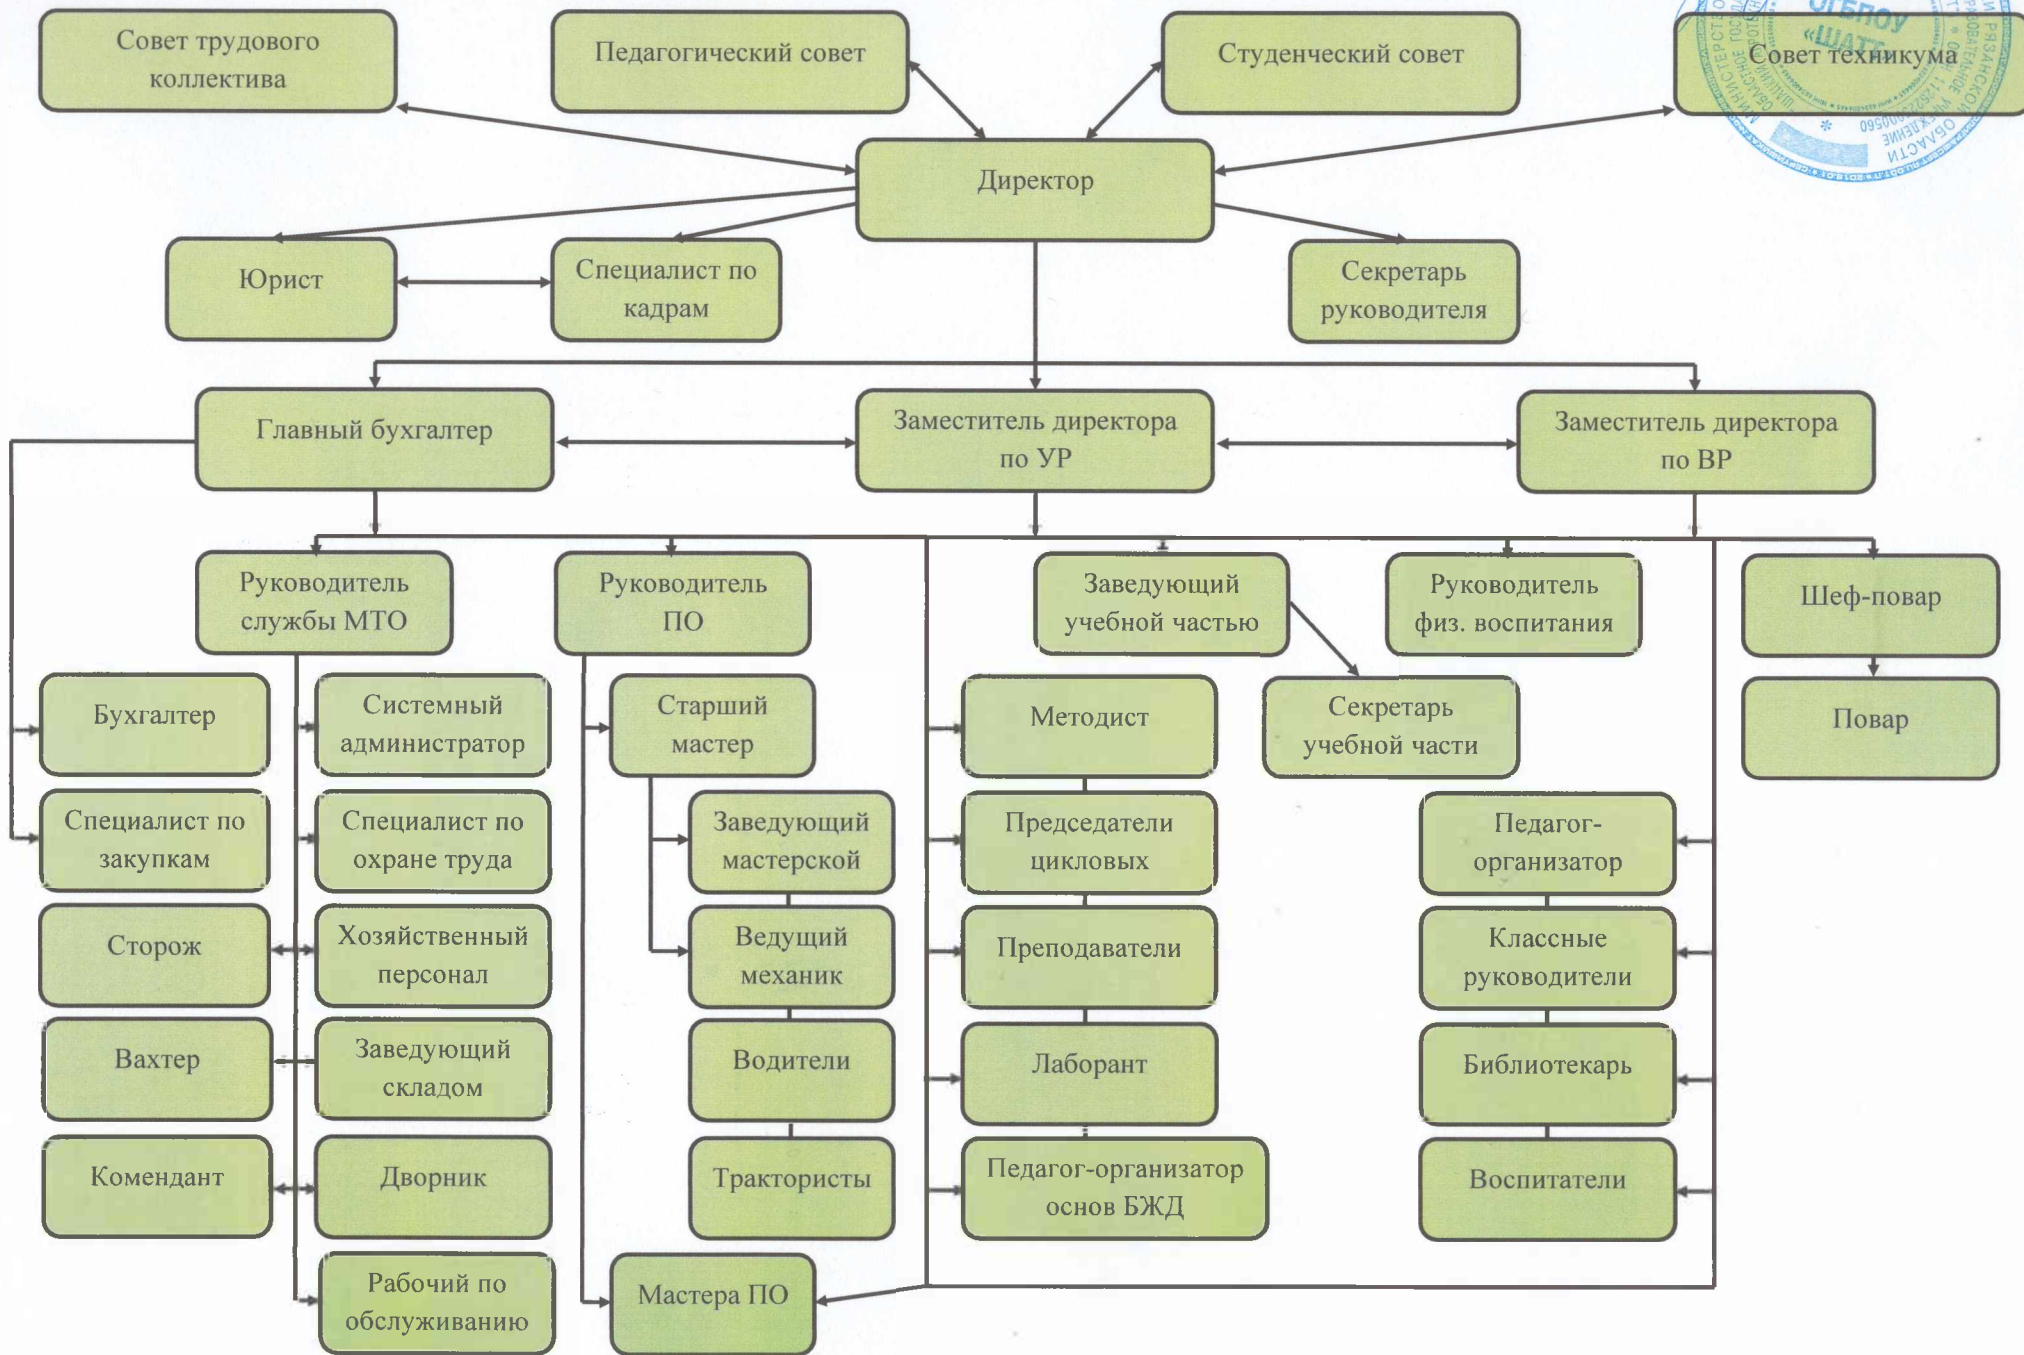 Совет трудового
коллектива
Педагогический совет
Студенческий совет
Совет техникума
ОГБПОУ
«ШАТТ»
Директор
Юрист
Специалист по
кадрам
Секретарь
руководителя
Главный бухгалтер
Заместитель директора
по УР
Заместитель директора
по ВР
Руководитель
службы МТО
Руководитель
ПО
Заведующий
учебной частью
Руководитель
физ. воспитания
Шеф-повар
Бухгалтер
Системный
администратор
Старший
мастер
Методист
Секретарь
учебной части
Повар
Специалист по
закупкам
Специалист по
охране труда
Заведующий
мастерской
Председатели
цикловых
Педагог-
организатор
Сторож
Хозяйственный
персонал
Ведущий
механик
Преподаватели
Классные
руководители
Вахтер
Заведующий
складом
Водители
Лаборант
Библиотекарь
Комендант
Дворник
Трактористы
Педагог-организатор
основ БЖД
Воспитатели
Рабочий по
обслуживанию
Мастера ПО